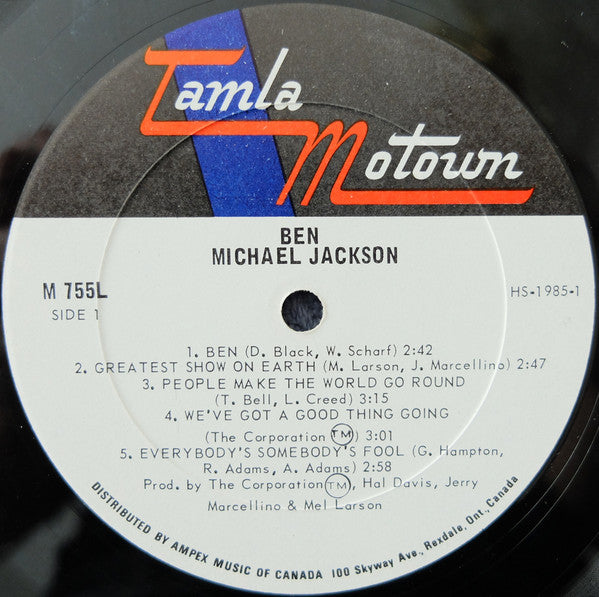 Tamla
Motown
BEN
MICHAEL JACKSON
M 755L
HS-1985-1
SIDE 1
1. BEN (D. Black, W. Scharf) 2:42
2. GREATEST SHOW ON EARTH (M. Larson, J. Marcellino) 2:47
3. PEOPLE MAKE THE WORLD GO ROUND
(T. Bell, L. Creed) 3:15
4. WE'VE GOT A GOOD THING GOING
(The Corporation TM) 3:01
5. EVERYBODY'S SOMEBODY'S FOOL (G. Hampton,
R. Adams, A. Adams) 2:58
Prod. by The Corporation TM), Hal Davis, Jerry
Marcellino & Mel Larson
DISTRIBUTED BY AMPEX MUSIC OF CANADA 100 Skyway Ave., Rexdale, Ont., Canada